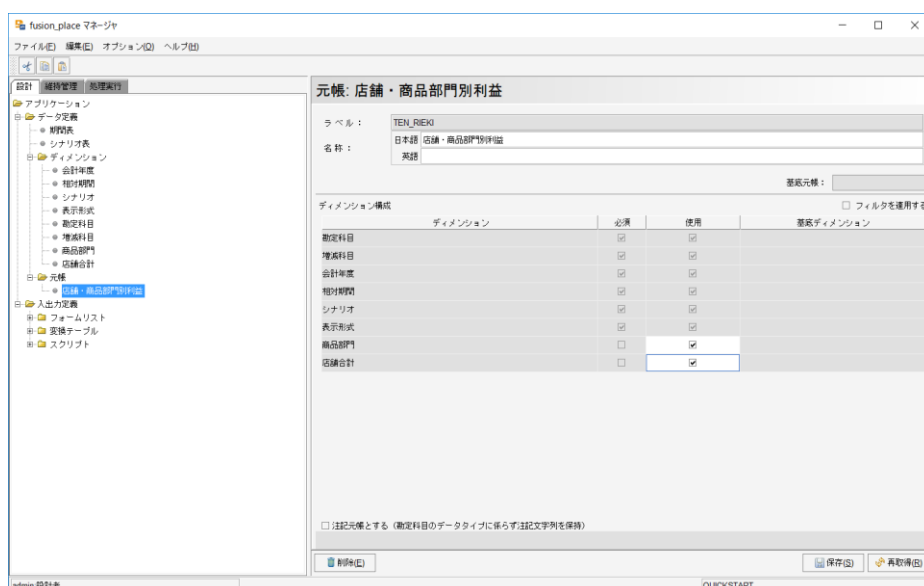 fusion_place マネージャ
ファイル(F) 編集(E) オプション(O) ヘルプ(H)
設計 維持管理 処理実行
アプリケーション
データ定義
期間表
シナリオ表
ディメンション
会計年度
相対期間
シナリオ
表示形式
勘定科目
増減科目
商品部門
店舗合計
元帳
店舗・商品部門別利益
入出力定義
フォームリスト
変換テーブル
スクリプト
元帳: 店舗・商品部門別利益
ラベル： TEN_RIEKI
名称： 日本語 店舗・商品部門別利益
英語
基底元帳：
ディメンション構成 フィルタを適用する
ディメンション 必須 使用 基底ディメンション
勘定科目
増減科目
会計年度
相対期間
シナリオ
表示形式
商品部門
店舗合計
注記元帳とする（勘定科目のデータタイプに係らず注記文字列を保持）
削除(E) 保存(S) 再取得(R)
admin 設計者 QUICKSTART